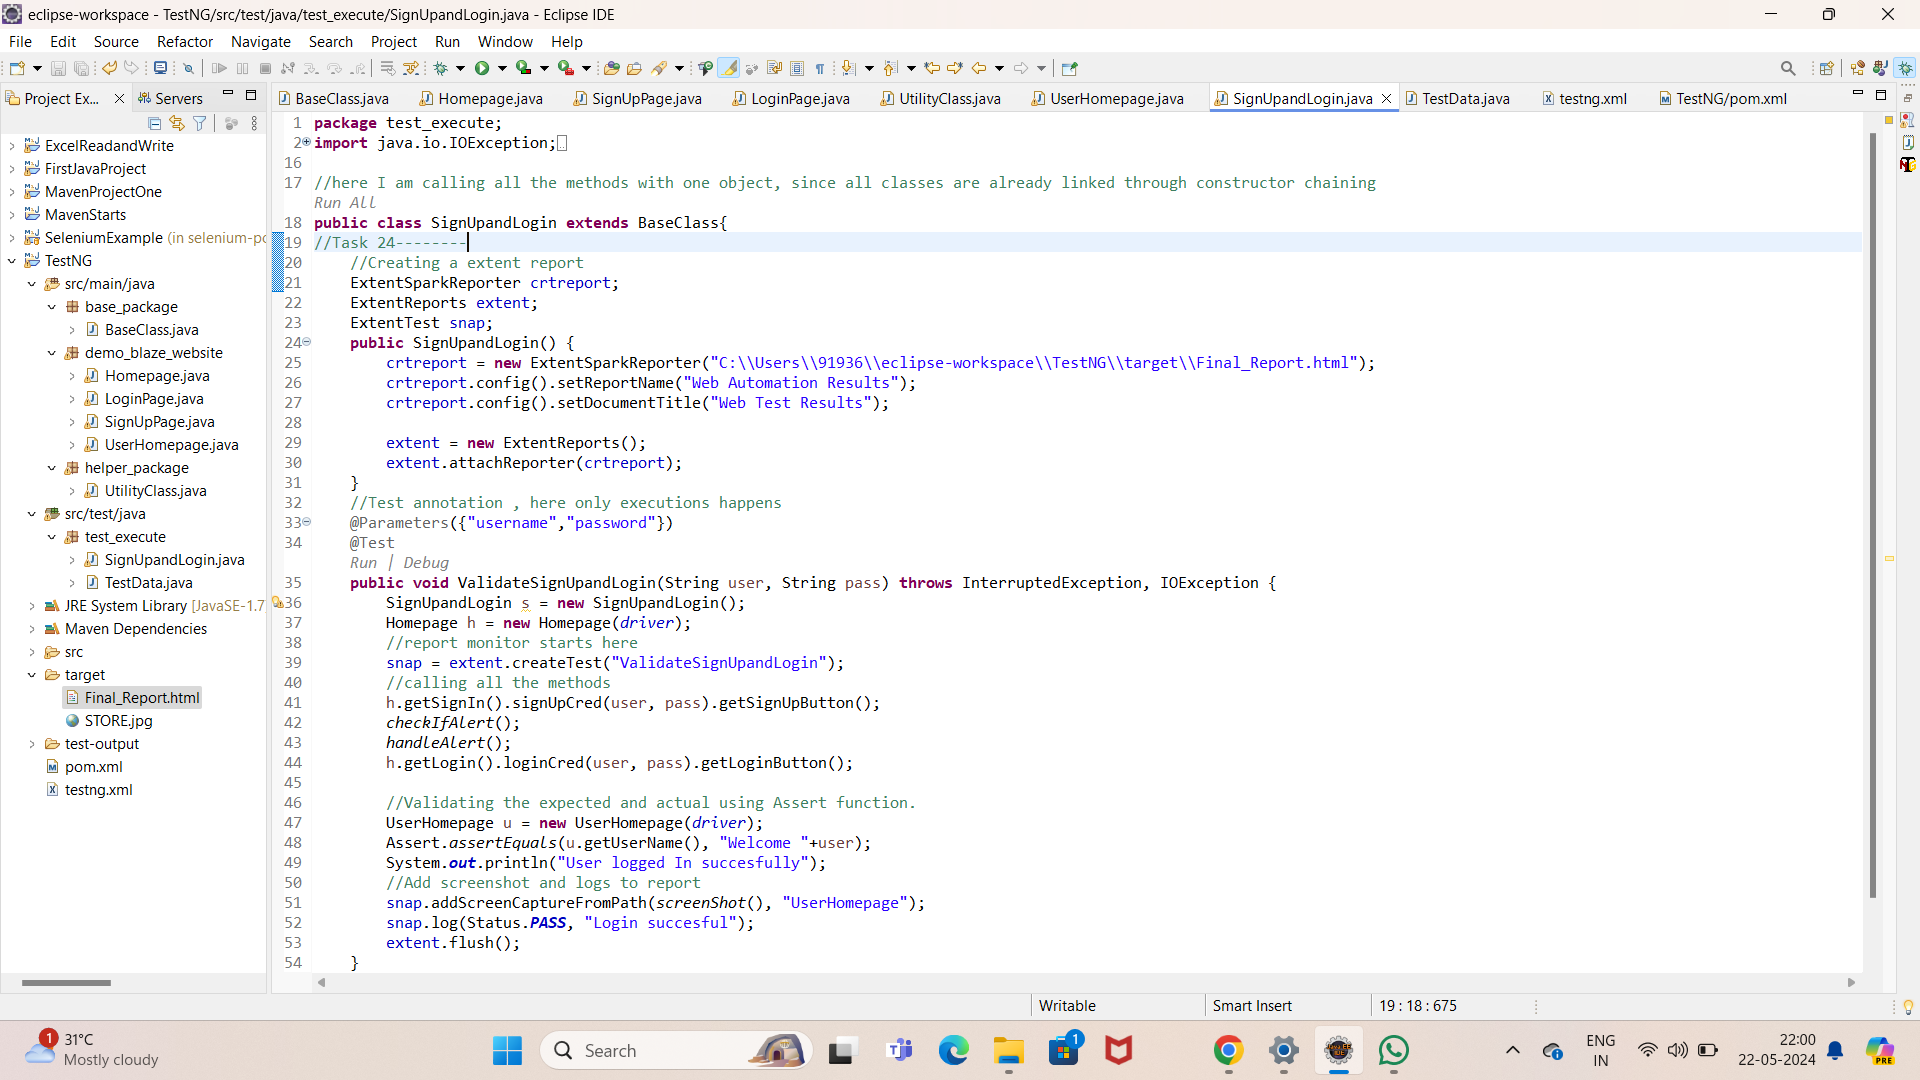 eclipse-workspace - TestNG/src/test/java/test_execute/SignUpandLogin.java - Eclipse IDE
File Edit Source Refactor Navigate Search Project Run Window Help
Project Ex... Servers
BaseClass.java Homepage.java SignUpPage.java LoginPage.java UtilityClass.java UserHomepage.java SignUpandLogin.java TestData.java testng.xml TestNG/pom.xml
ExcelReadandWrite
FirstJavaProject
MavenProjectOne
MavenStarts
SeleniumExample (in selenium-po
TestNG
src/main/java
base_package
BaseClass.java
demo_blaze_website
Homepage.java
LoginPage.java
SignUpPage.java
UserHomepage.java
helper_package
UtilityClass.java
src/test/java
test_execute
SignUpandLogin.java
TestData.java
JRE System Library [JavaSE-1.7
Maven Dependencies
src
target
Final_Report.html
STORE.jpg
test-output
pom.xml
testng.xml
1 package test_execute;
2 import java.io.IOException;
16
17 //here I am calling all the methods with one object, since all classes are already linked through constructor chaining
Run All
18 public class SignUpandLogin extends BaseClass{
19 //Task 24--------
20 //Creating a extent report
21 ExtentSparkReporter crtreport;
22 ExtentReports extent;
23 ExtentTest snap;
24 public SignUpandLogin() {
25 crtreport = new ExtentSparkReporter("C:\\Users\\91936\\eclipse-workspace\\TestNG\\target\\Final_Report.html");
26 crtreport.config().setReportName("Web Automation Results");
27 crtreport.config().setDocumentTitle("Web Test Results");
28
29 extent = new ExtentReports();
30 extent.attachReporter(crtreport);
31 }
32 //Test annotation , here only executions happens
33 @Parameters({"username","password"})
34 @Test
Run | Debug
35 public void ValidateSignUpandLogin(String user, String pass) throws InterruptedException, IOException {
36 SignUpandLogin s = new SignUpandLogin();
37 Homepage h = new Homepage(driver);
38 //report monitor starts here
39 snap = extent.createTest("ValidateSignUpandLogin");
40 //calling all the methods
41 h.getSignIn().signUpCred(user, pass).getSignUpButton();
42 checkIfAlert();
43 handleAlert();
44 h.getLogin().loginCred(user, pass).getLoginButton();
45
46 //Validating the expected and actual using Assert function.
47 UserHomepage u = new UserHomepage(driver);
48 Assert.assertEquals(u.getUserName(), "Welcome "+user);
49 System.out.println("User logged In succesfully");
50 //Add screenshot and logs to report
51 snap.addScreenCaptureFromPath(screenShot(), "UserHomepage");
52 snap.log(Status.PASS, "Login succesful");
53 extent.flush();
54 }
Writable Smart Insert 19 : 18 : 675
1 31°C
Mostly cloudy
Search
1
ENG
IN
22:00
22-05-2024
PRE